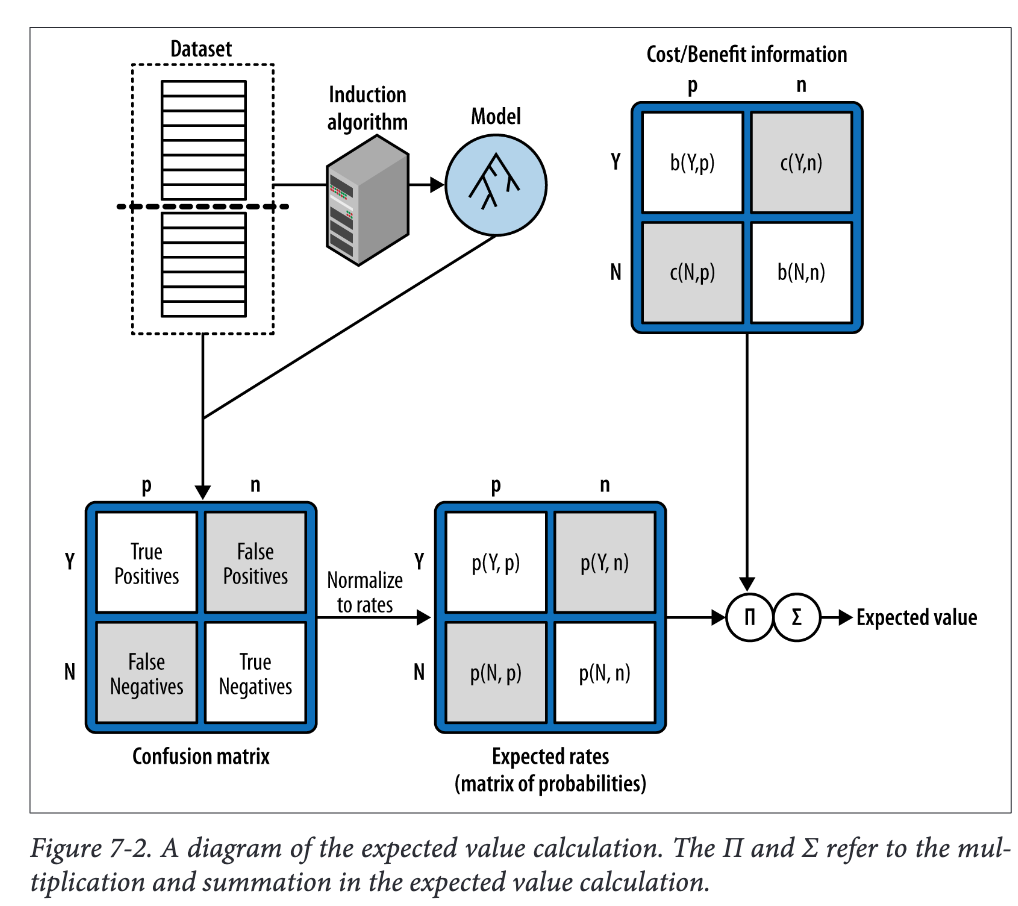 Dataset
Induction
algorithm
Model
Cost/Benefit information
p n
Y b(Y,p) c(Y,n)
N c(N,p) b(N,n)
p n
Y True
Positives
False
Positives
N False
Negatives
True
Negatives
Confusion matrix
Normalize
to rates
p n
Y p(Y, p) p(Y, n)
N p(N, p) p(N, n)
Expected rates
(matrix of probabilities)
Π Σ Expected value
Figure 7-2. A diagram of the expected value calculation. The Π and Σ refer to the mul-
tiplication and summation in the expected value calculation.